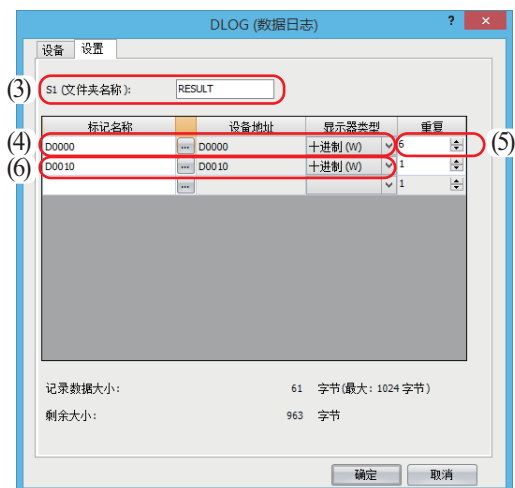 DLOG (数据日志)
? ×
设备 设置
(3) S1 (文件夹名称): RESULT
标记名称 设备地址 显示器类型 重复
(4) D0000 ... D0000 十进制 (W) 6 (5)
(6) D0010 ... D0010 十进制 (W) 1
... 1
记录数据大小: 61 字节(最大: 1024 字节)
剩余大小: 963 字节
确定 取消